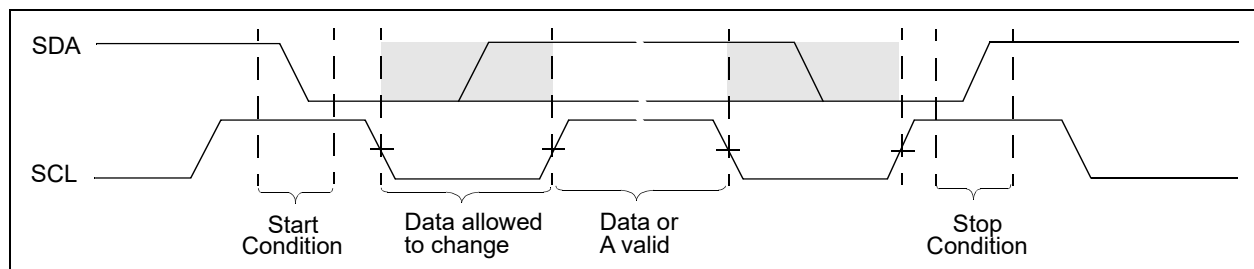 SDA
SCL
Start
Condition
Data allowed
to change
Data or
A valid
Stop
Condition